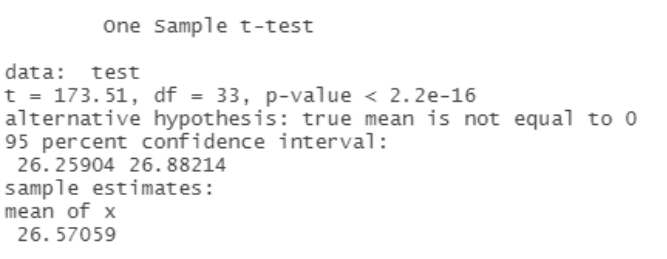 One Sample t-test
data:  test
t = 173.51, df = 33, p-value < 2.2e-16
alternative hypothesis: true mean is not equal to 0
95 percent confidence interval:
26.25904 26.88214
sample estimates:
mean of x
26.57059